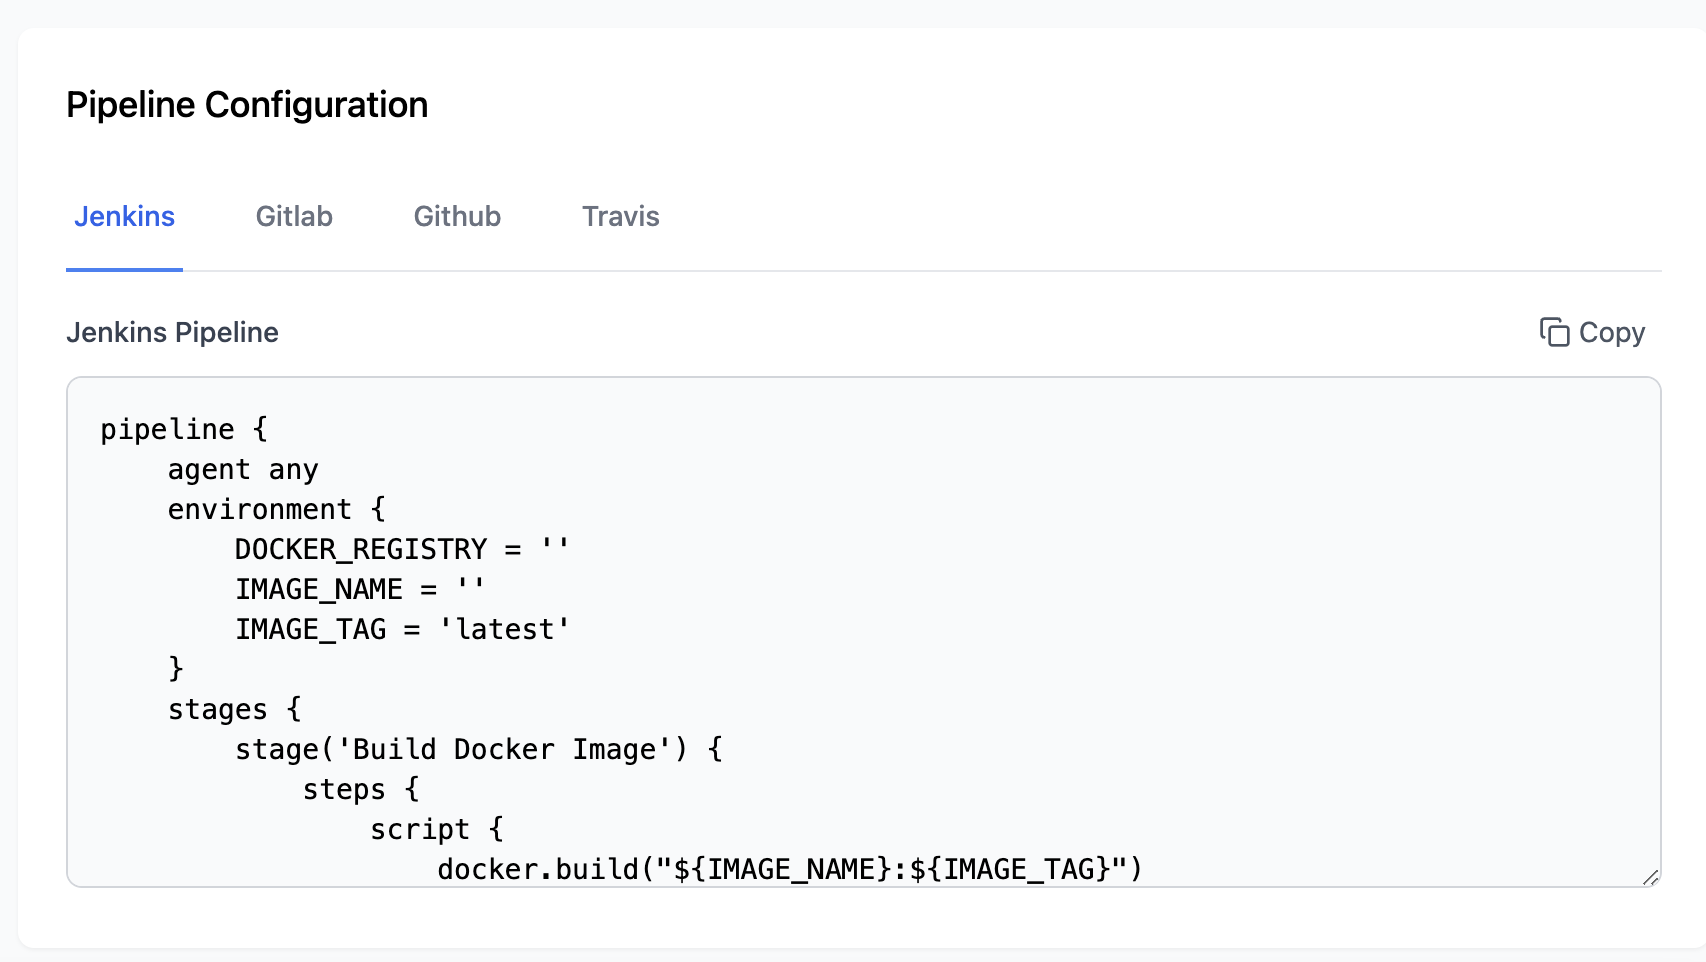 Pipeline Configuration
Jenkins Gitlab Github Travis
Jenkins Pipeline Copy
pipeline {
    agent any
    environment {
        DOCKER_REGISTRY = ''
        IMAGE_NAME = ''
        IMAGE_TAG = 'latest'
    }
    stages {
        stage('Build Docker Image') {
            steps {
                script {
                    docker.build("${IMAGE_NAME}:${IMAGE_TAG}")